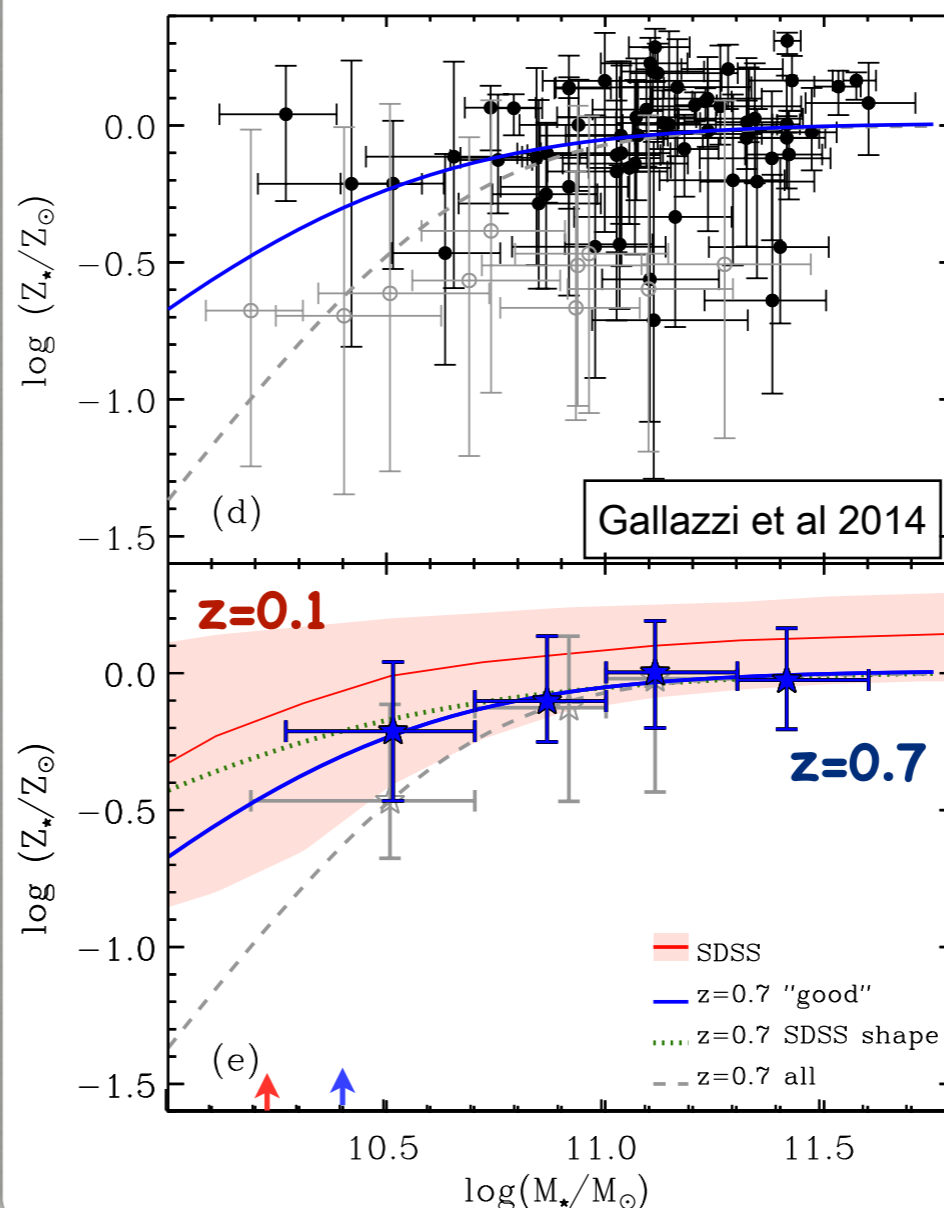 0.0
−0.5
−1.0
−1.5
log (Z⋆/Z⊙)
(d)
Gallazzi et al 2014
z=0.1
0.0
−0.5
−1.0
−1.5
log (Z⋆/Z⊙)
z=0.7
SDSS
z=0.7 "good"
z=0.7 SDSS shape
z=0.7 all
(e)
10.5 11.0 11.5
log(M⋆/M⊙)